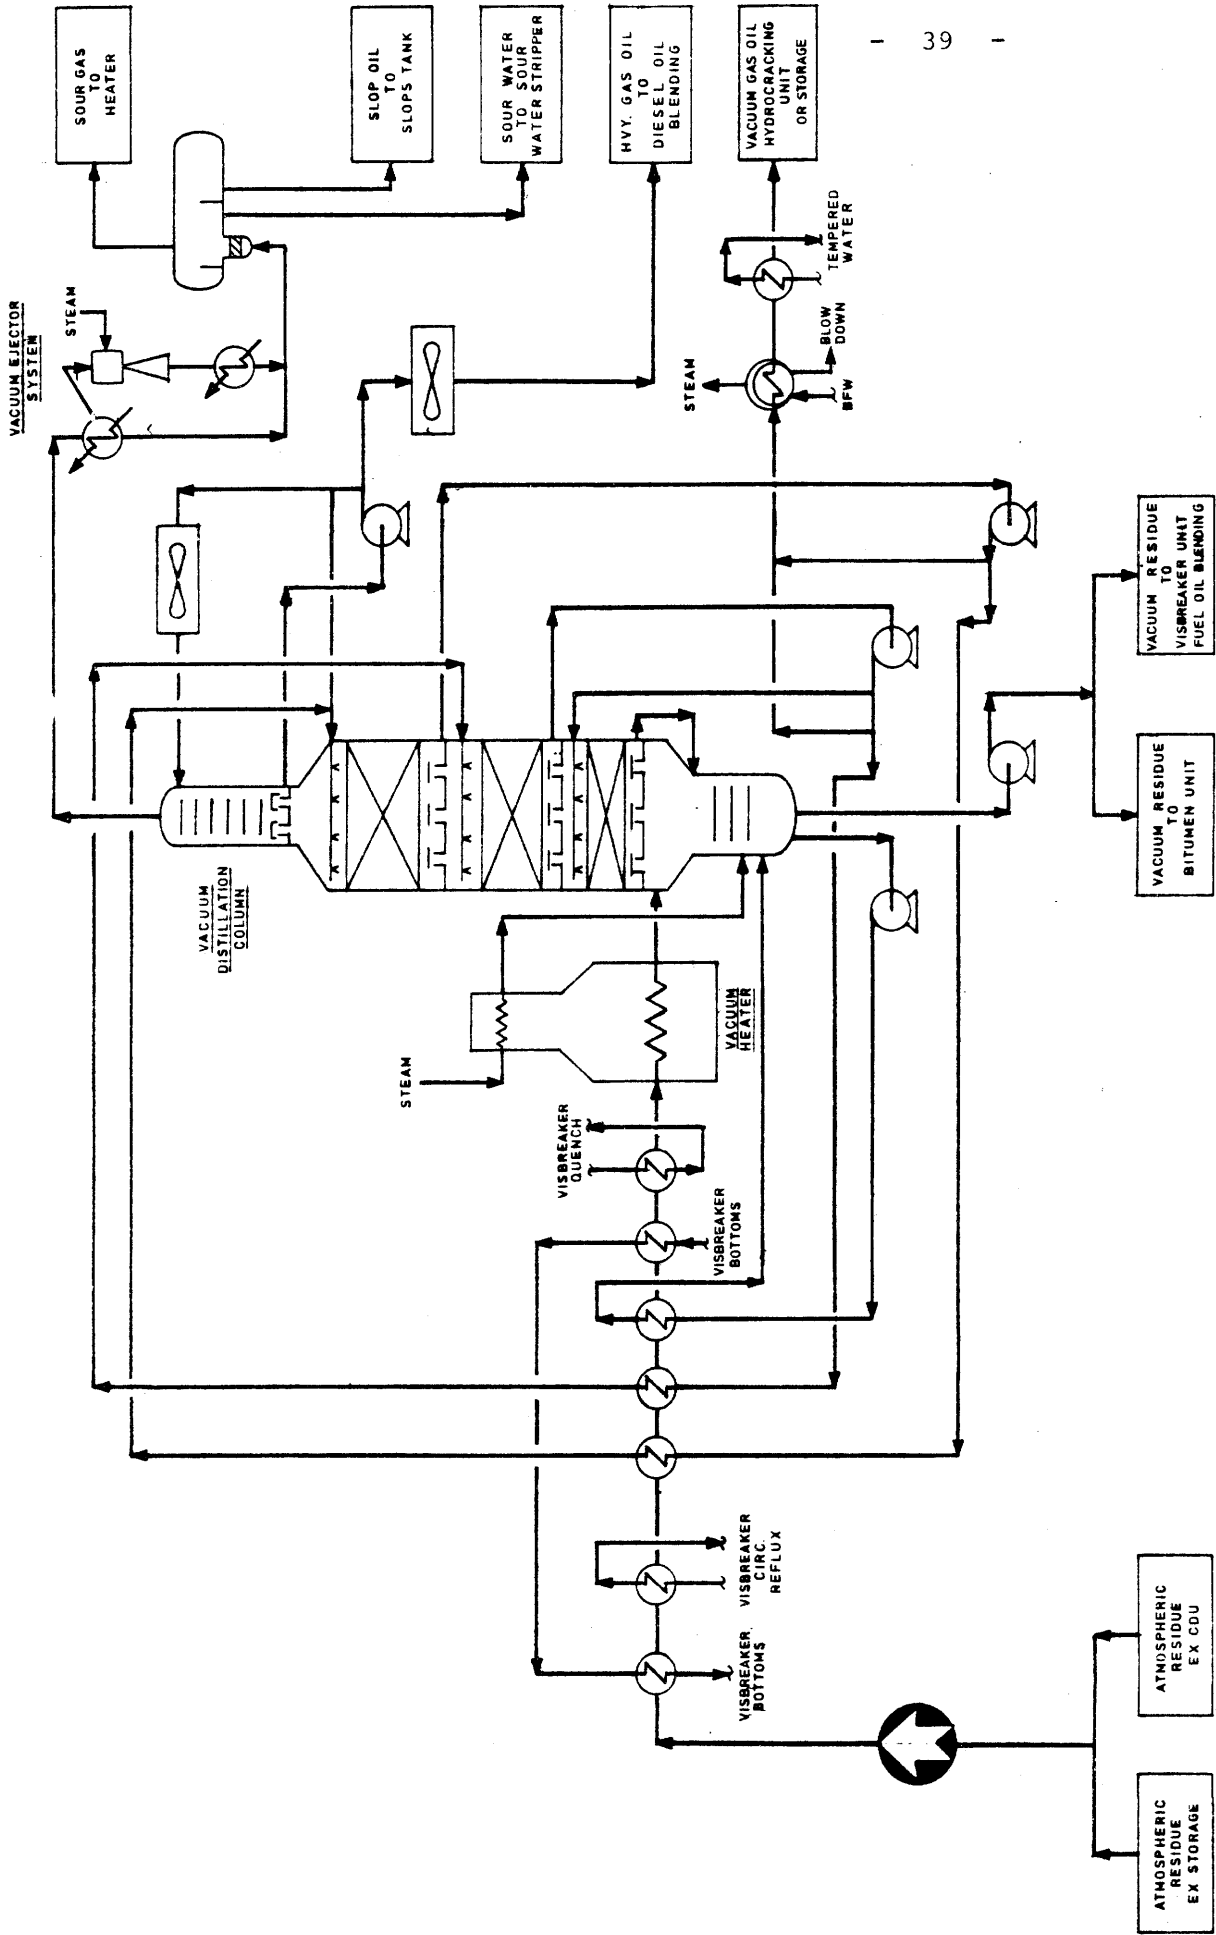 - 39 -
SOUR GAS
TO
HEATER
SLOP OIL
TO
SLOPS TANK
SOUR WATER
TO SOUR
WATER STRIPPER
HVY. GAS OIL
TO
DIESEL OIL
BLENDING
VACUUM GAS OIL
HYDROCRACKING
UNIT
OR STORAGE
VACUUM EJECTOR
SYSTEM
STEAM
TEMPERED
WATER
STEAM
BLOW
DOWN
BFW
VACUUM
DISTILLATION
COLUMN
VACUUM RESIDUE
TO
VISBREAKER UNIT
FUEL OIL BLENDING
VACUUM RESIDUE
TO
BITUMEN UNIT
STEAM
VACUUM
HEATER
VISBREAKER
QUENCH
VISBREAKER
BOTTOMS
VISBREAKER
CIRC.
REFLUX
VISBREAKER
BOTTOMS
ATMOSPHERIC
RESIDUE
EX CDU
ATMOSPHERIC
RESIDUE
EX STORAGE